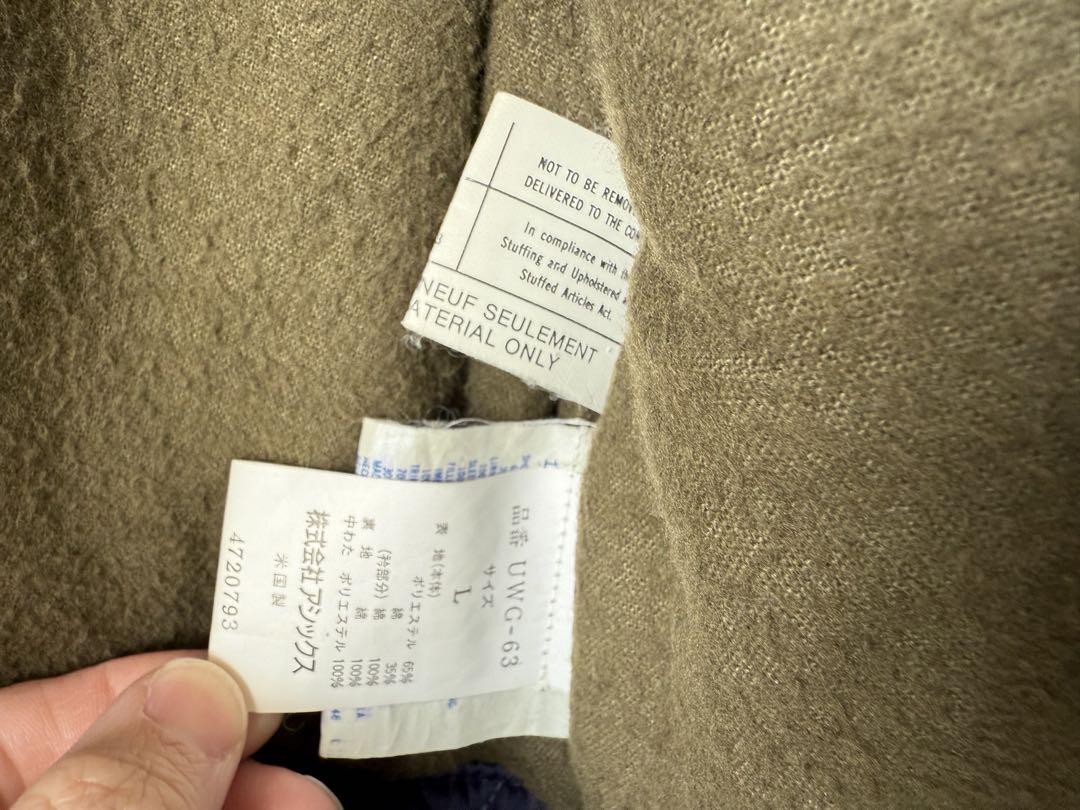 NOT TO BE REMOV
DELIVERED TO THE CO
In compliance with th
Stuffing and Upholstered a
Stuffed Articles Act.
NEUF SEULEMENT
ATERIAL ONLY
品番 UWG-63
サイズ
L
表 地(本体)
ポリエステル 65%
綿 35%
(衿部分) 綿 100%
裏 地 綿 100%
中わた ポリエステル 100%
株式会社アシックス
米国製
4720793